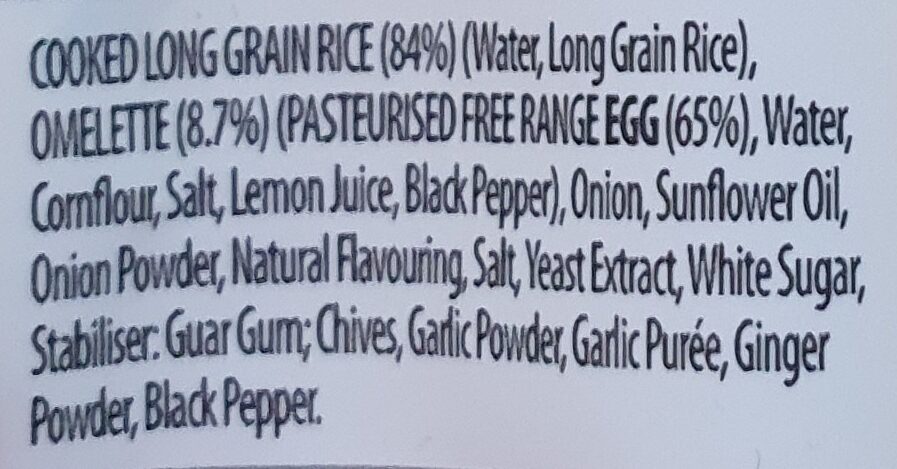 COOKED LONG GRAIN RICE (84%) (Water, Long Grain Rice),
OMELETTE (8.7%) (PASTEURISED FREE RANGE EGG (65%), Water,
Cornflour, Salt, Lemon Juice, Black Pepper), Onion, Sunflower Oil,
Onion Powder, Natural Flavouring, Salt, Yeast Extract, White Sugar,
Stabiliser: Guar Gum; Chives, Garlic Powder, Garlic Purée, Ginger
Powder, Black Pepper.